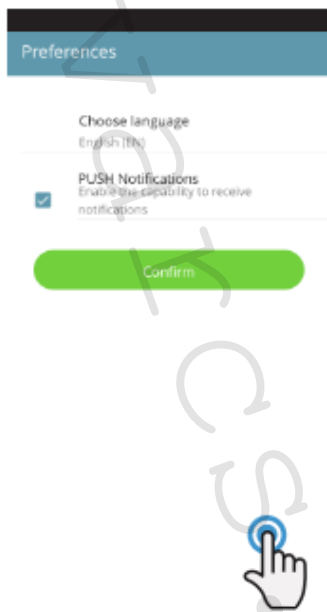 Preferences
Choose language
English (EN)
PUSH Notifications
Enable the capability to receive
notifications
Confirm